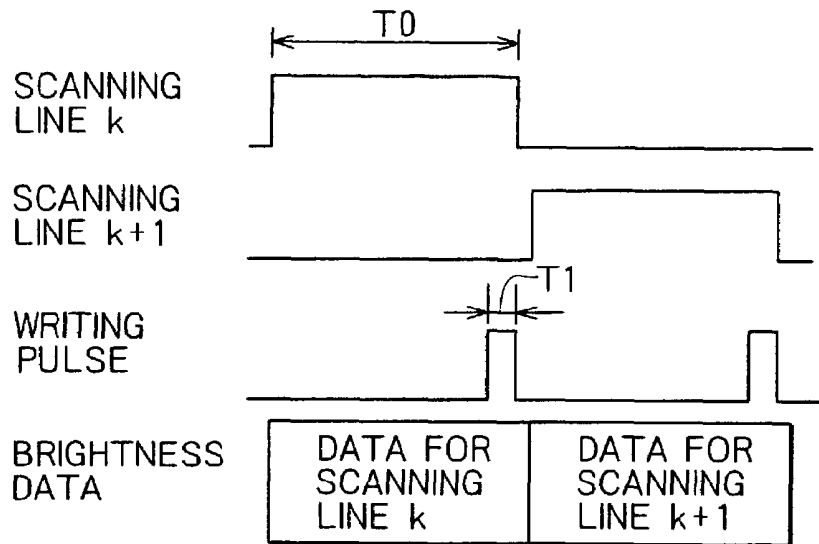 T0
SCANNING
LINE k
SCANNING
LINE k+1
T1
WRITING
PULSE
BRIGHTNESS
DATA
DATA FOR
SCANNING
LINE k
DATA FOR
SCANNING
LINE k+1